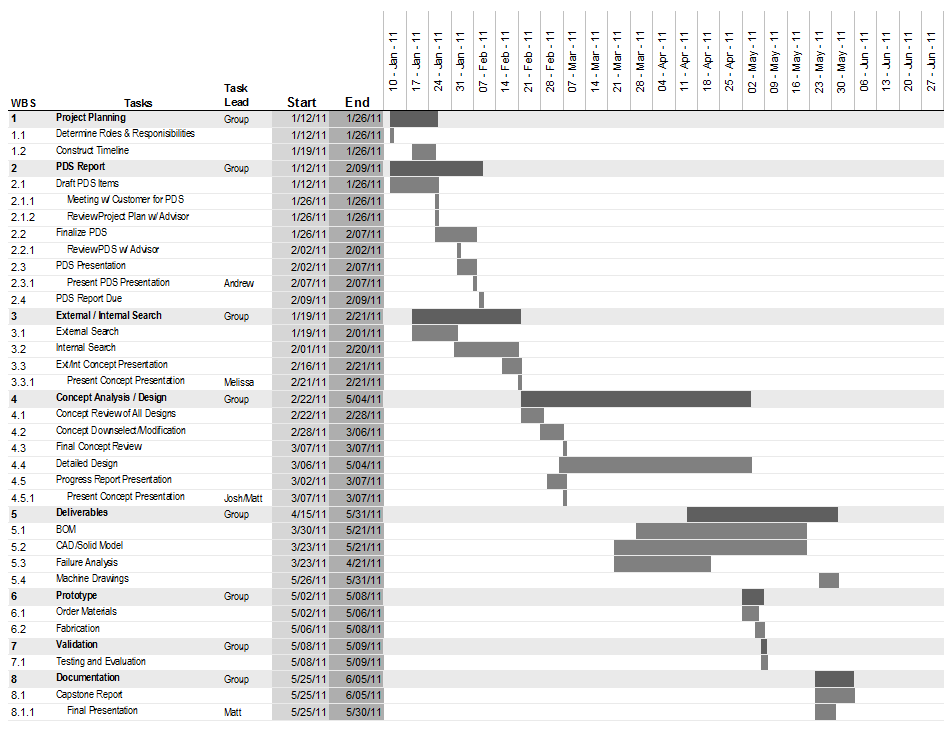 10 - Jan - 11 17 - Jan - 11 24 - Jan - 11 31 - Jan - 11 07 - Feb - 11 14 - Feb - 11 21 - Feb - 11 28 - Feb - 11 07 - Mar - 11 14 - Mar - 11 21 - Mar - 11 28 - Mar - 11 04 - Apr - 11 11 - Apr - 11 18 - Apr - 11 25 - Apr - 11 02 - May - 11 09 - May - 11 16 - May - 11 23 - May - 11 30 - May - 11 06 - Jun - 11 13 - Jun - 11 20 - Jun - 11 27 - Jun - 11
WBS Tasks Task Lead Start End
1 Project Planning Group 1/12/11 1/26/11
1.1 Determine Roles & Responisibilities 1/12/11 1/26/11
1.2 Construct Timeline 1/19/11 1/26/11
2 PDS Report Group 1/12/11 2/09/11
2.1 Draft PDS Items 1/12/11 1/26/11
2.1.1 Meeting w/ Customer for PDS 1/26/11 1/26/11
2.1.2 Review Project Plan w/ Advisor 1/26/11 1/26/11
2.2 Finalize PDS 1/26/11 2/07/11
2.2.1 Review PDS w/ Advisor 2/02/11 2/02/11
2.3 PDS Presentation 2/02/11 2/07/11
2.3.1 Present PDS Presentation Andrew 2/07/11 2/07/11
2.4 PDS Report Due 2/09/11 2/09/11
3 External / Internal Search Group 1/19/11 2/21/11
3.1 External Search 1/19/11 2/01/11
3.2 Internal Search 2/01/11 2/20/11
3.3 Ext/Int Concept Presentation 2/16/11 2/21/11
3.3.1 Present Concept Presentation Melissa 2/21/11 2/21/11
4 Concept Analysis / Design Group 2/22/11 5/04/11
4.1 Concept Review of All Designs 2/22/11 2/28/11
4.2 Concept Downselect/Modification 2/28/11 3/06/11
4.3 Final Concept Review 3/07/11 3/07/11
4.4 Detailed Design 3/06/11 5/04/11
4.5 Progress Report Presentation 3/02/11 3/07/11
4.5.1 Present Concept Presentation Josh/Matt 3/07/11 3/07/11
5 Deliverables Group 4/15/11 5/31/11
5.1 BOM 3/30/11 5/21/11
5.2 CAD/Solid Model 3/23/11 5/21/11
5.3 Failure Analysis 3/23/11 4/21/11
5.4 Machine Drawings 5/26/11 5/31/11
6 Prototype Group 5/02/11 5/08/11
6.1 Order Materials 5/02/11 5/06/11
6.2 Fabrication 5/06/11 5/08/11
7 Validation Group 5/08/11 5/09/11
7.1 Testing and Evaluation 5/08/11 5/09/11
8 Documentation Group 5/25/11 6/05/11
8.1 Capstone Report 5/25/11 6/05/11
8.1.1 Final Presentation Matt 5/25/11 5/30/11